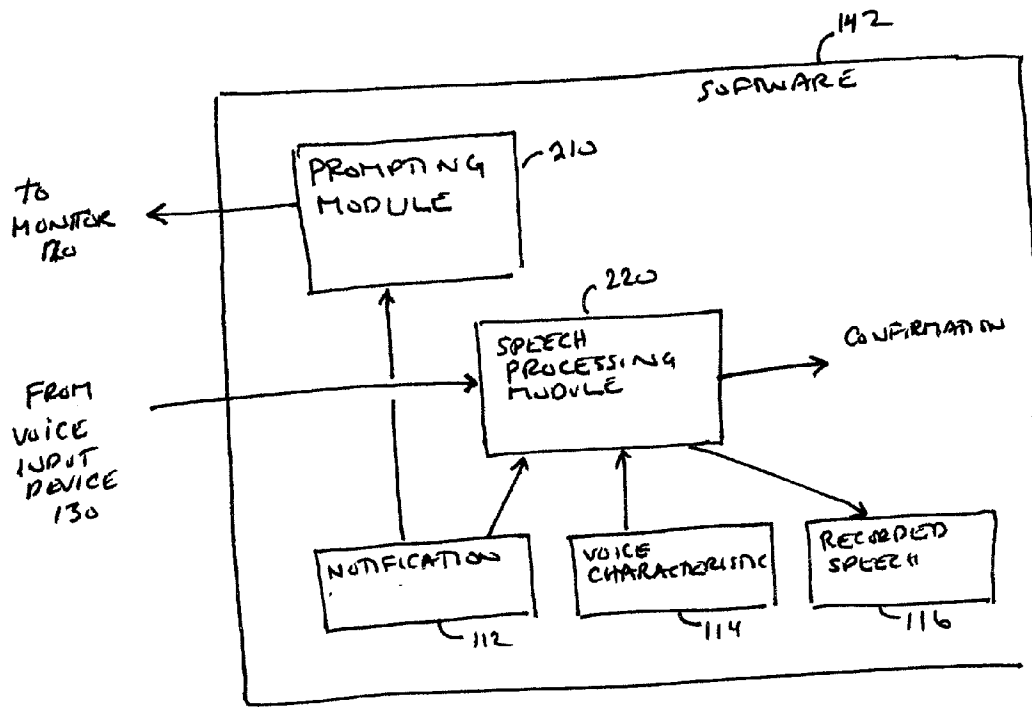 142
SOFTWARE
PROMPTING
MODULE
210
TO
MONITOR
120
220
SPEECH
PROCESSING
MODULE
CONFIRMATION
FROM
VOICE
INPUT
DEVICE
130
NOTIFICATION
112
VOICE
CHARACTERISTIC
114
RECORDED
SPEECH
116